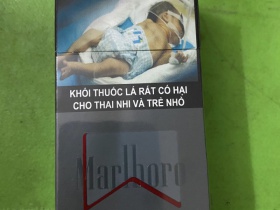 KHÓI THUỐC LÁ RẤT CÓ HẠI
CHO THAI NHI VÀ TRẺ NHỎ
Marlboro